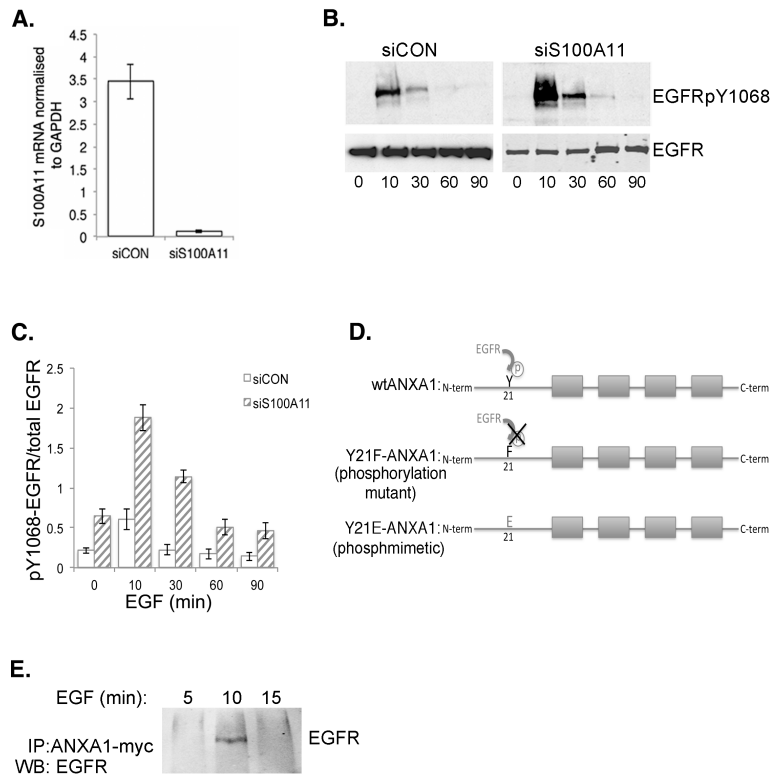 A.
S100A11 mRNA normalised
to GAPDH
4.5
4
3.5
3
2.5
2
1.5
1
0.5
0
siCON siS100A11
B.
siCON siS100A11
EGFRpY1068
EGFR
0 10 30 60 90 0 10 30 60 90
C.
pY1068-EGFR/total EGFR
2.5
2
1.5
1
0.5
0
siCON
siS100A11
0 10 30 60 90
EGF (min)
D.
EGFR
p
Y
wtANXA1: N-term C-term
21
EGFR
F
Y21F-ANXA1: N-term C-term
(phosphorylation 21
mutant)
E
Y21E-ANXA1: N-term C-term
(phosphmimetic) 21
E.
EGF (min): 5 10 15
EGFR
IP:ANXA1-myc
WB: EGFR